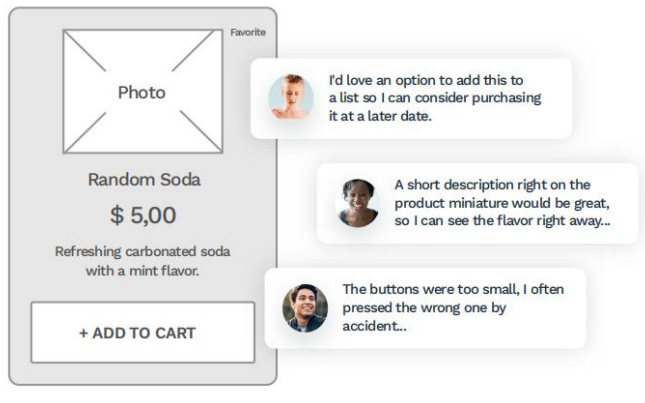 Favorite
Photo
Random Soda
$ 5,00
Refreshing carbonated soda
with a mint flavor.
+ ADD TO CART
I'd love an option to add this to
a list so I can consider purchasing
it at a later date.
A short description right on the
product miniature would be great,
so I can see the flavor right away...
The buttons were too small, I often
pressed the wrong one by
accident...